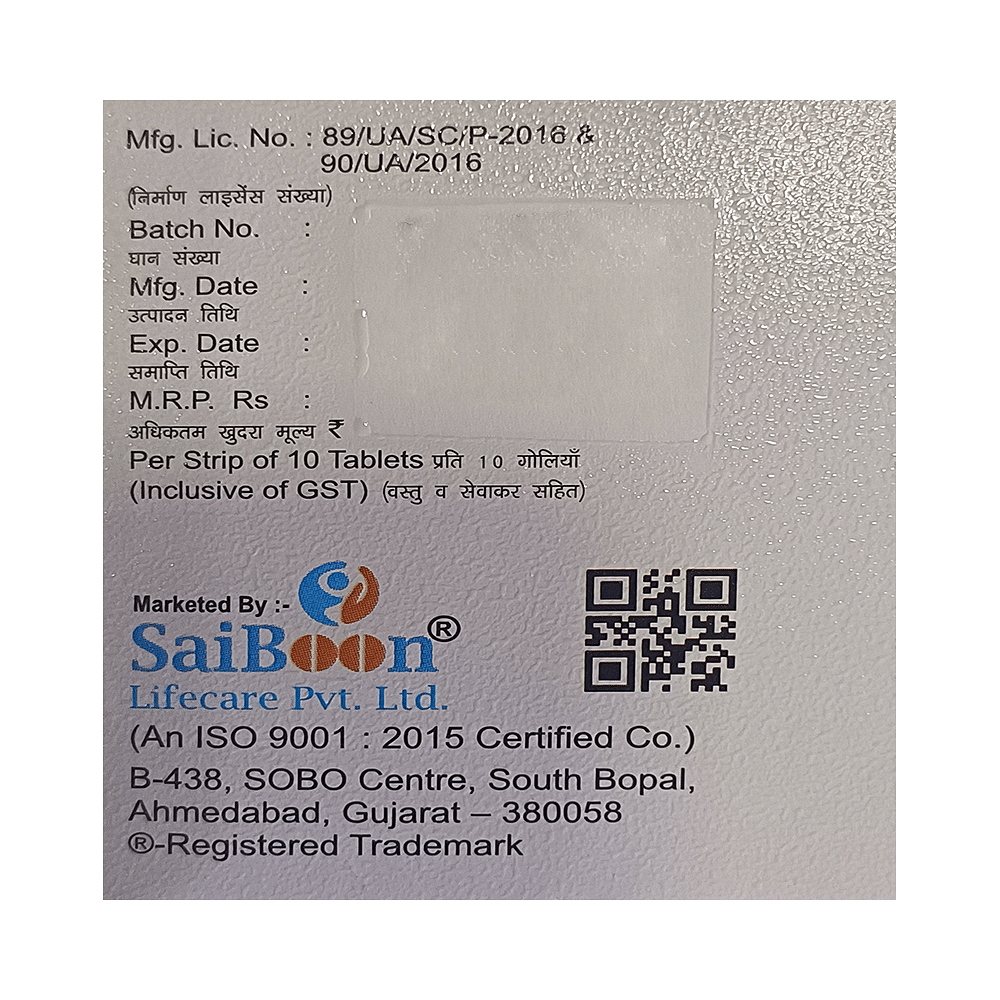 Mfg. Lic. No. : 89/UA/SC/P-2016 &
90/UA/2016
(निर्माण लाइसेंस संख्या)
Batch No. :
घान संख्या
Mfg. Date :
उत्पादन तिथि
Exp. Date :
समाप्ति तिथि
M.R.P. Rs :
अधिकतम खुदरा मूल्य ₹
Per Strip of 10 Tablets प्रति 10 गोलियाँ
(Inclusive of GST) (वस्तु व सेवाकर सहित)
Marketed By :-
SaiBoon®
Lifecare Pvt. Ltd.
(An ISO 9001 : 2015 Certified Co.)
B-438, SOBO Centre, South Bopal,
Ahmedabad, Gujarat – 380058
®-Registered Trademark